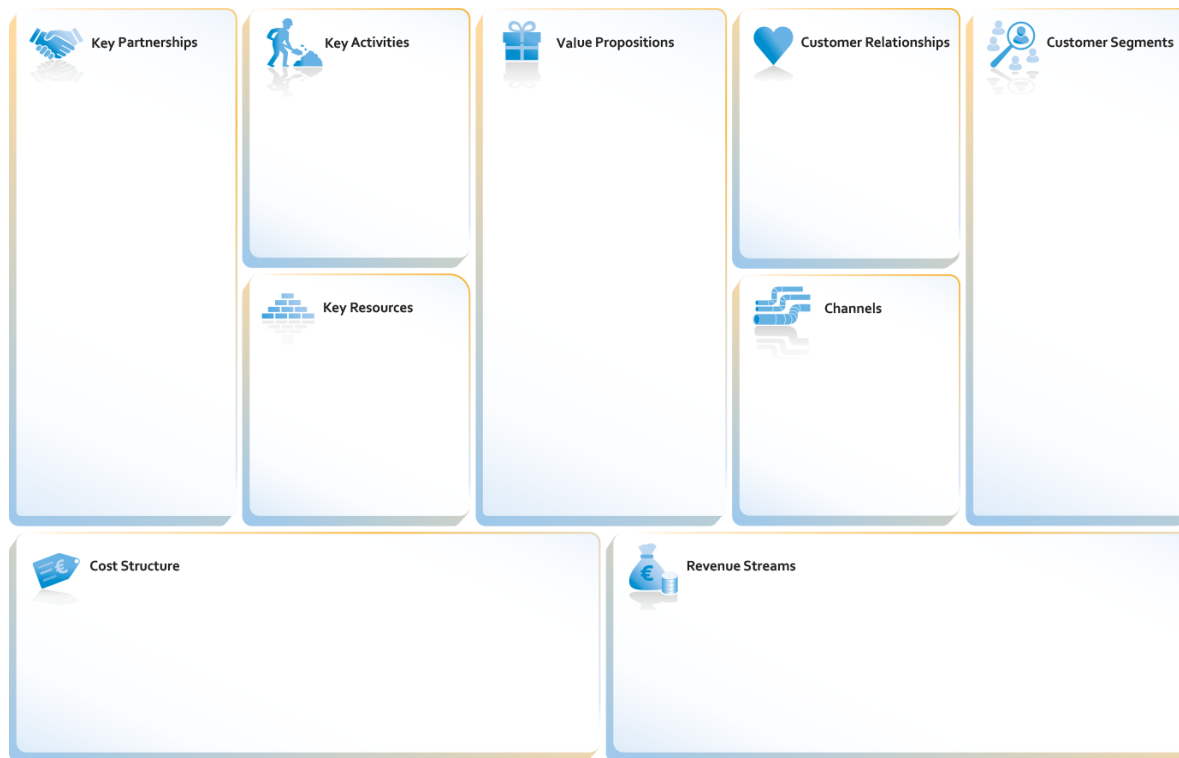 Key Partnerships
Key Activities
Value Propositions
Customer Relationships
Customer Segments
Key Resources
Channels
Cost Structure
€
Revenue Streams
€